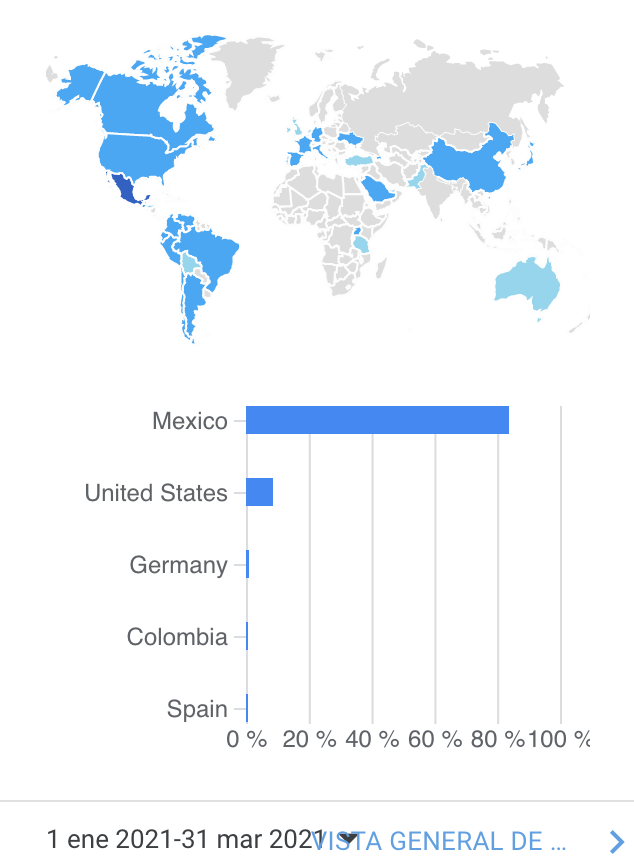 Mexico
United States
Germany
Colombia
Spain
0 % 20 % 40 % 60 % 80 % 100 %
1 ene 2021-31 mar 2021 VISTA GENERAL DE ...